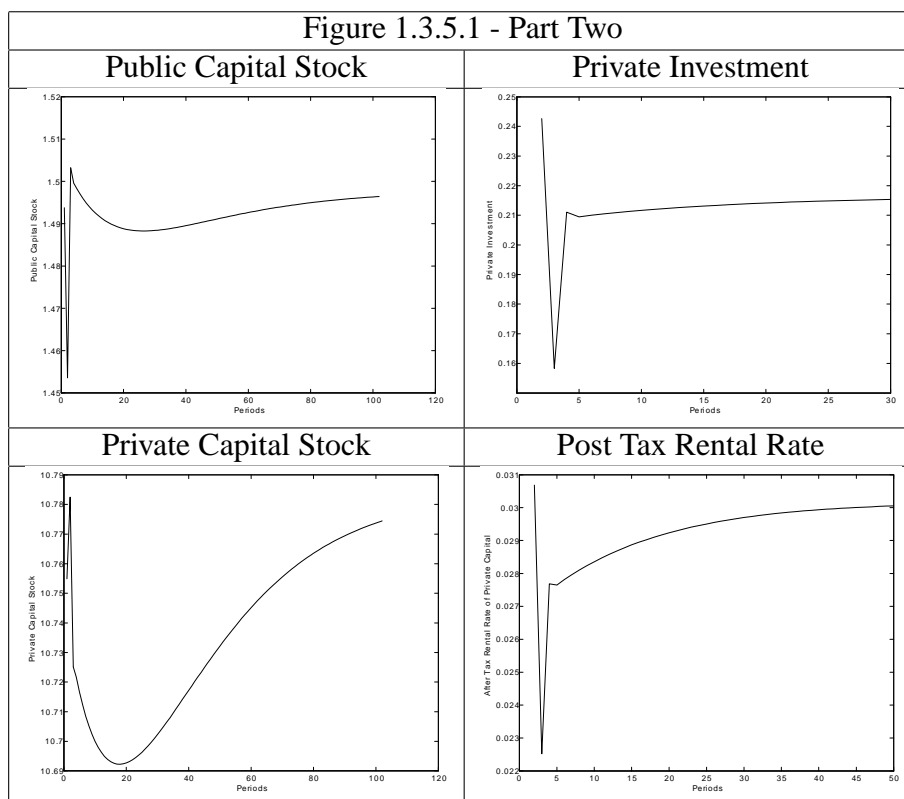 Figure 1.3.5.1 - Part Two
Public Capital Stock
Private Investment
1.52
1.51
1.5
1.49
1.48
1.47
1.46
1.45
Public Capital Stock
0 20 40 60 80 100 120
Periods
0.25
0.24
0.23
0.22
0.21
0.2
0.19
0.18
0.17
0.16
Private Investment
0 5 10 15 20 25 30
Periods
Private Capital Stock
Post Tax Rental Rate
10.79
10.78
10.77
10.76
10.75
10.74
10.73
10.72
10.71
10.7
10.69
Private Capital Stock
0 20 40 60 80 100 120
Periods
0.031
0.03
0.029
0.028
0.027
0.026
0.025
0.024
0.023
0.022
After Tax Rental Rate of Private Capital
0 5 10 15 20 25 30 35 40 45 50
Periods